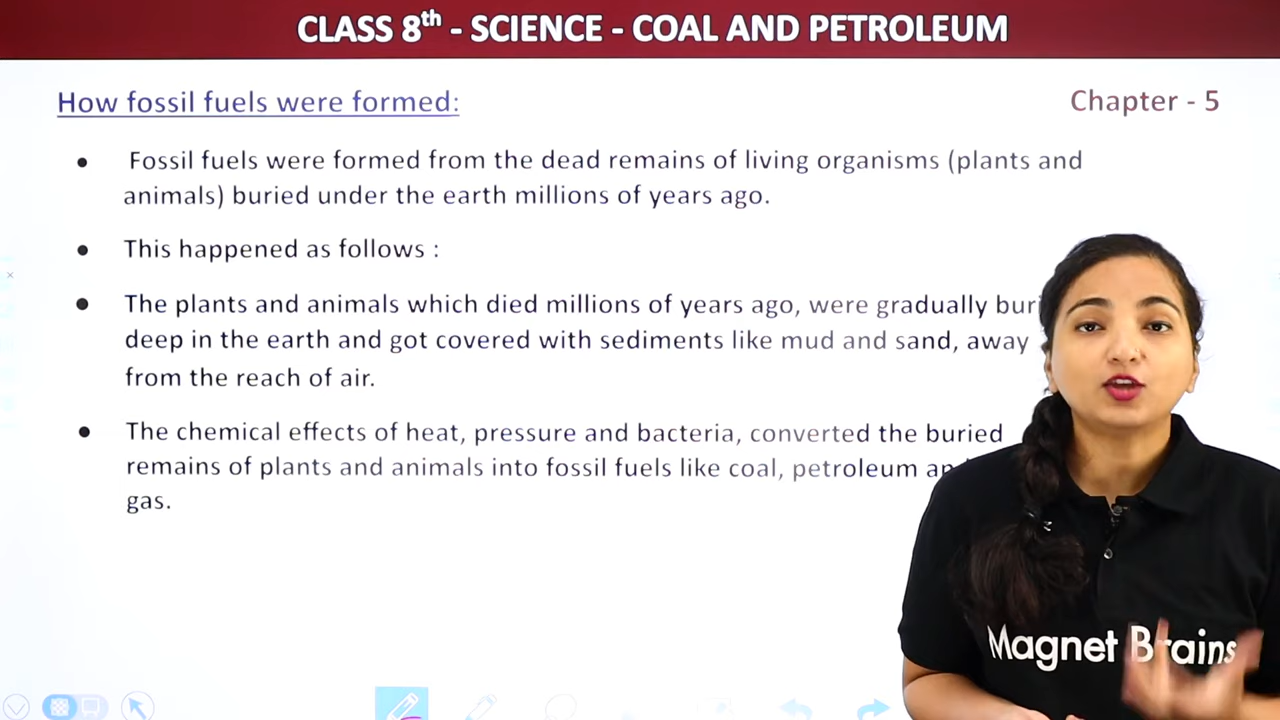 CLASS 8th - SCIENCE - COAL AND PETROLEUM
How fossil fuels were formed:
Chapter - 5
• Fossil fuels were formed from the dead remains of living organisms (plants and
animals) buried under the earth millions of years ago.
• This happened as follows :
• The plants and animals which died millions of years ago, were gradually
deep in the earth and got covered with sediments like mud and sand, away
from the reach of air.
• The chemical effects of heat, pressure and bacteria, converted the buried
remains of plants and animals into fossil fuels like coal, petroleum
gas.
Magnet Brains